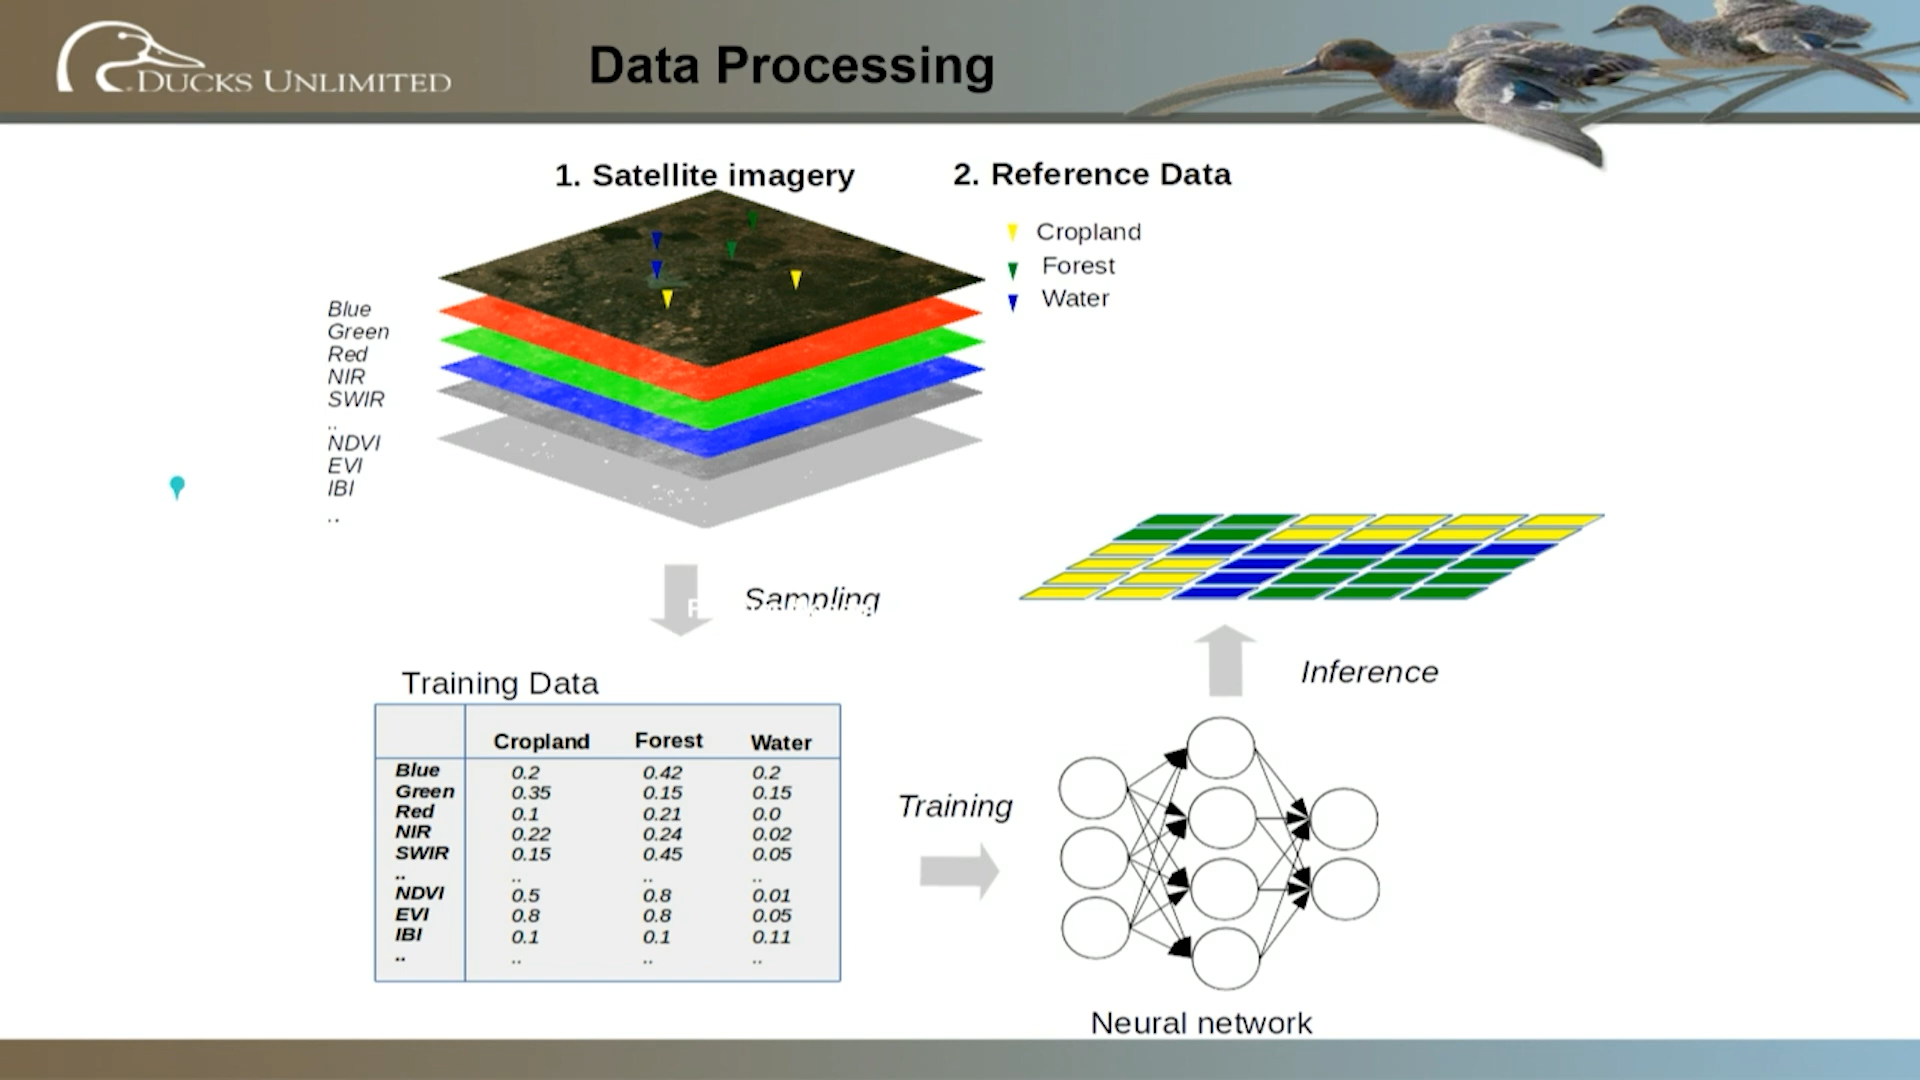 DUCKS UNLIMITED
Data Processing
1. Satellite imagery
2. Reference Data
Cropland
Forest
Water
Blue
Green
Red
NIR
SWIR
..
NDVI
EVI
IBI
..
Sampling
Training Data
Cropland Forest Water
Blue 0.2 0.42 0.2
Green 0.35 0.15 0.15
Red 0.1 0.21 0.0
NIR 0.22 0.24 0.02
SWIR 0.15 0.45 0.05
.. .. .. ..
NDVI 0.5 0.8 0.01
EVI 0.8 0.8 0.05
IBI 0.1 0.1 0.11
.. .. .. ..
Training
Inference
Neural network